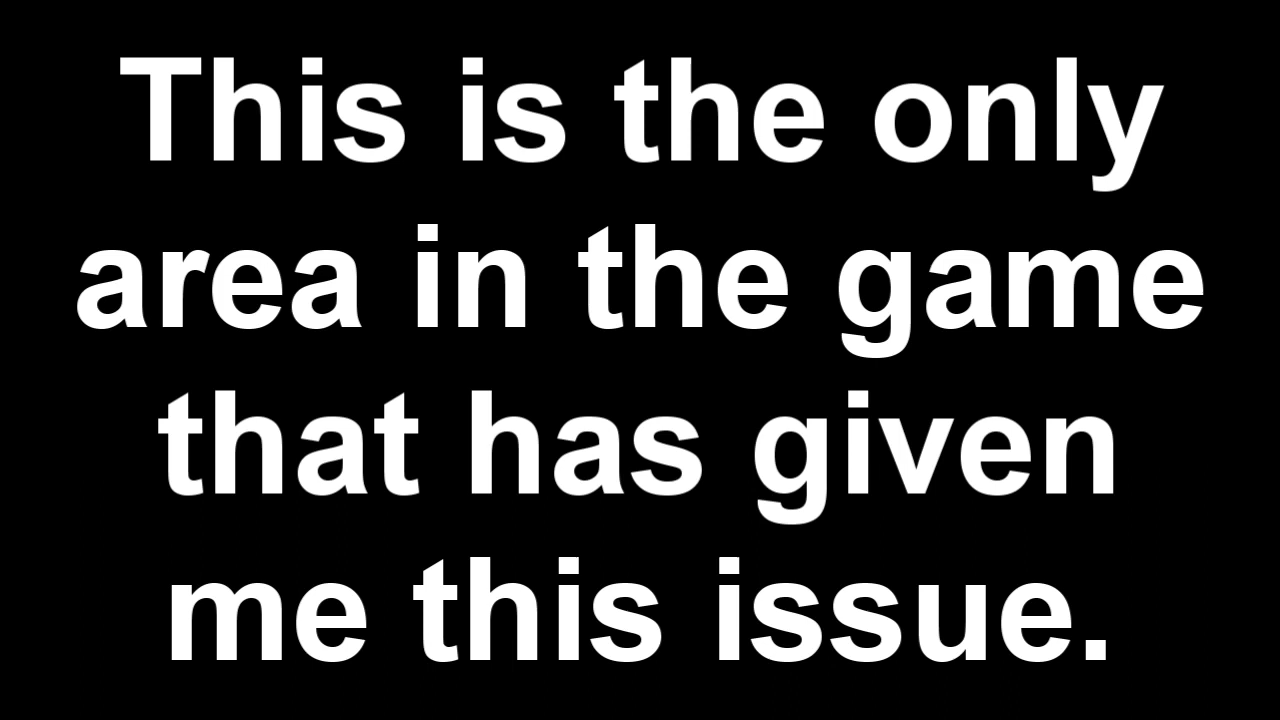 This is the only
area in the game
that has given
me this issue.